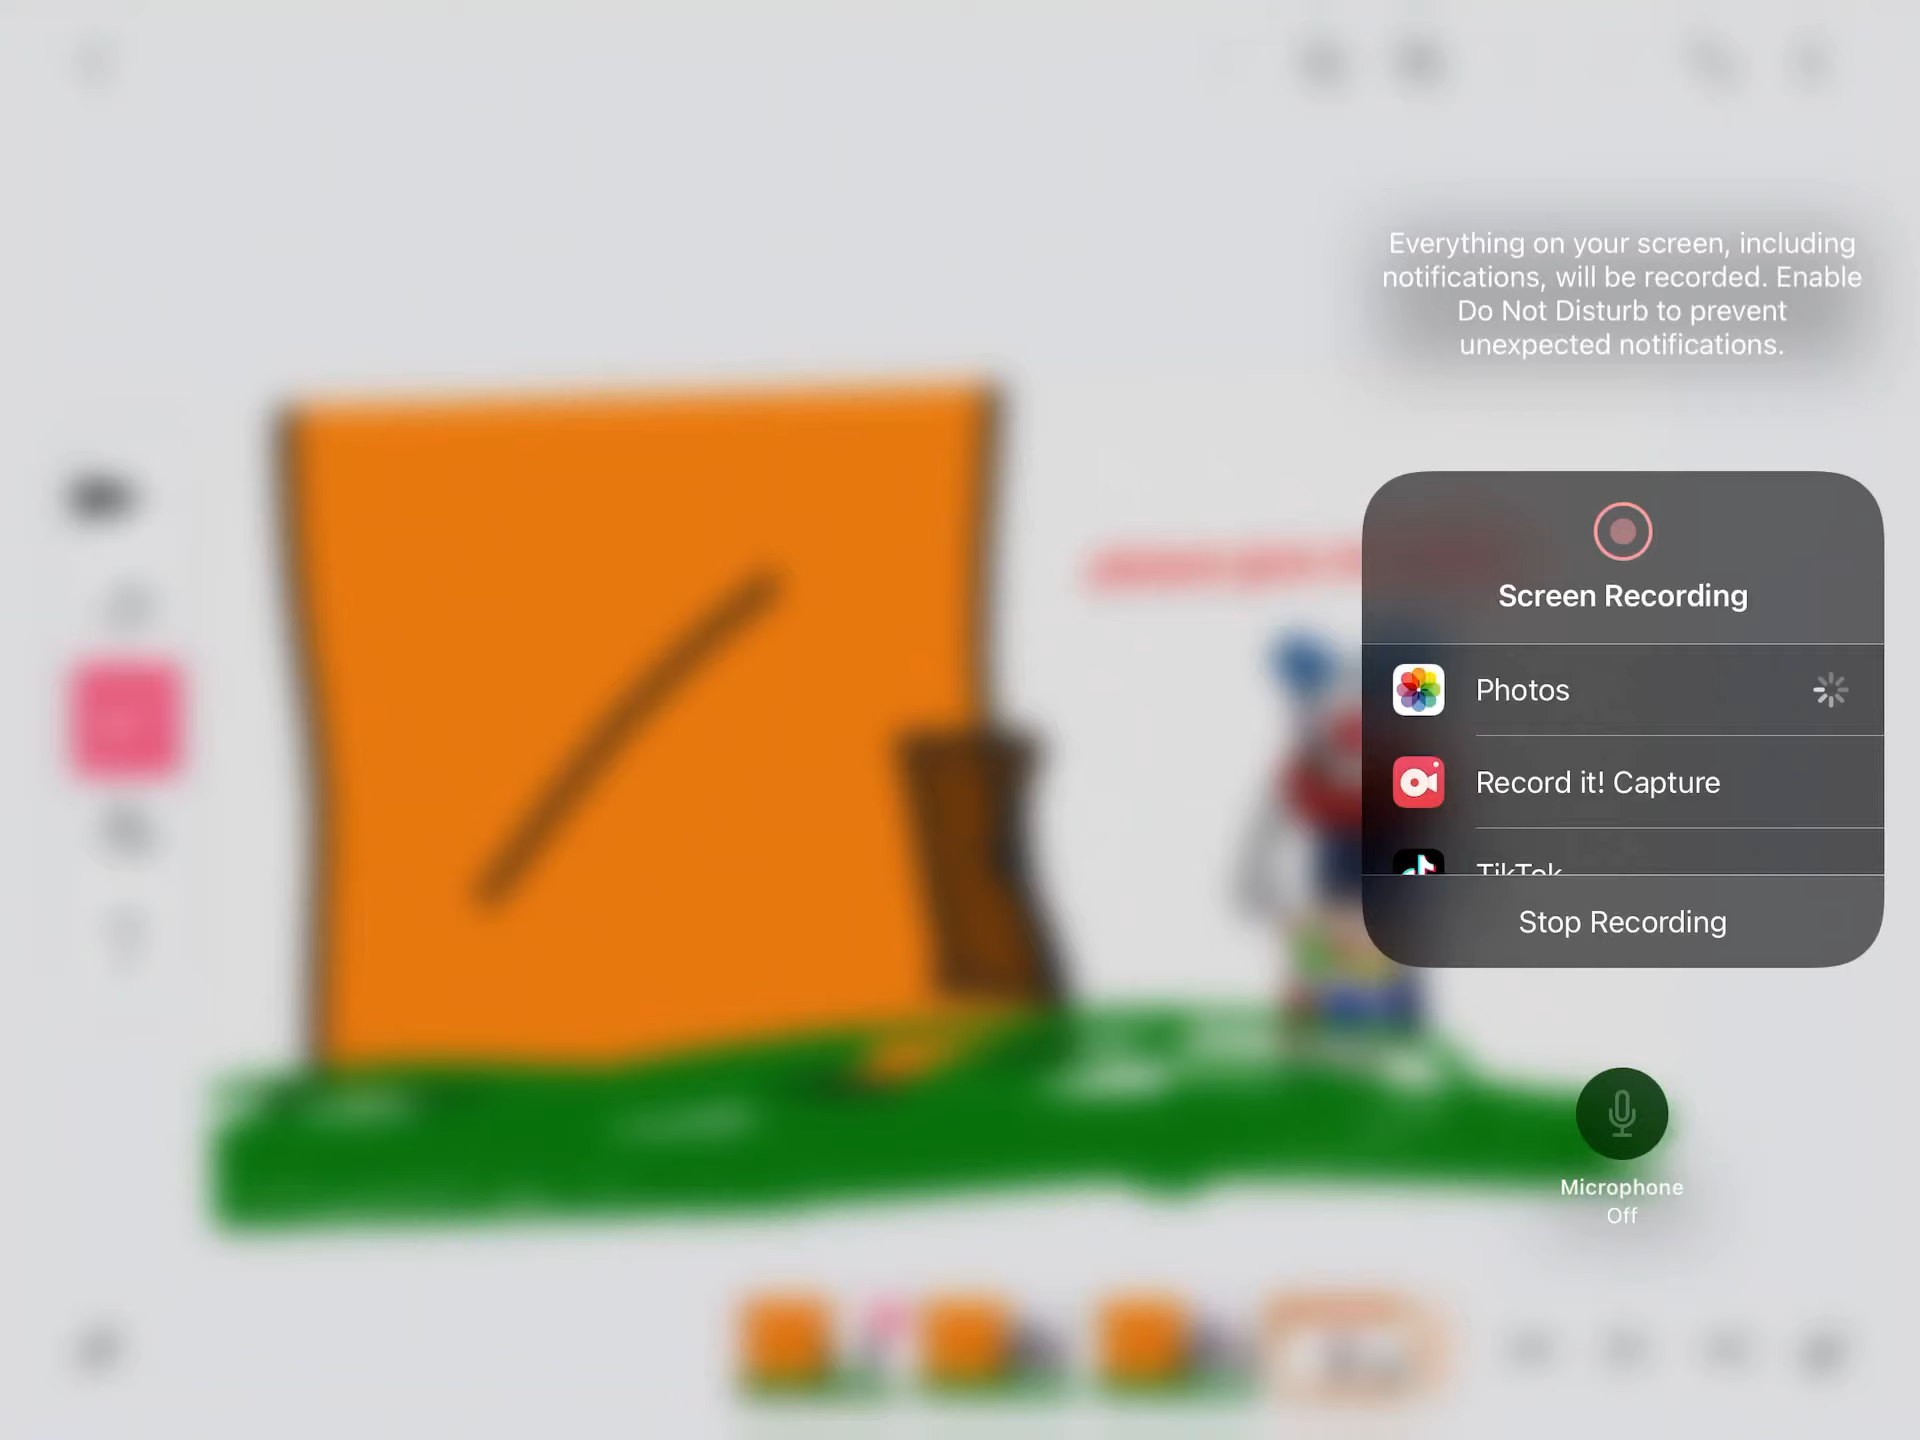 Everything on your screen, including
notifications, will be recorded. Enable
Do Not Disturb to prevent
unexpected notifications.
Screen Recording
Photos
Record it! Capture
TikTok
Stop Recording
Microphone
Off